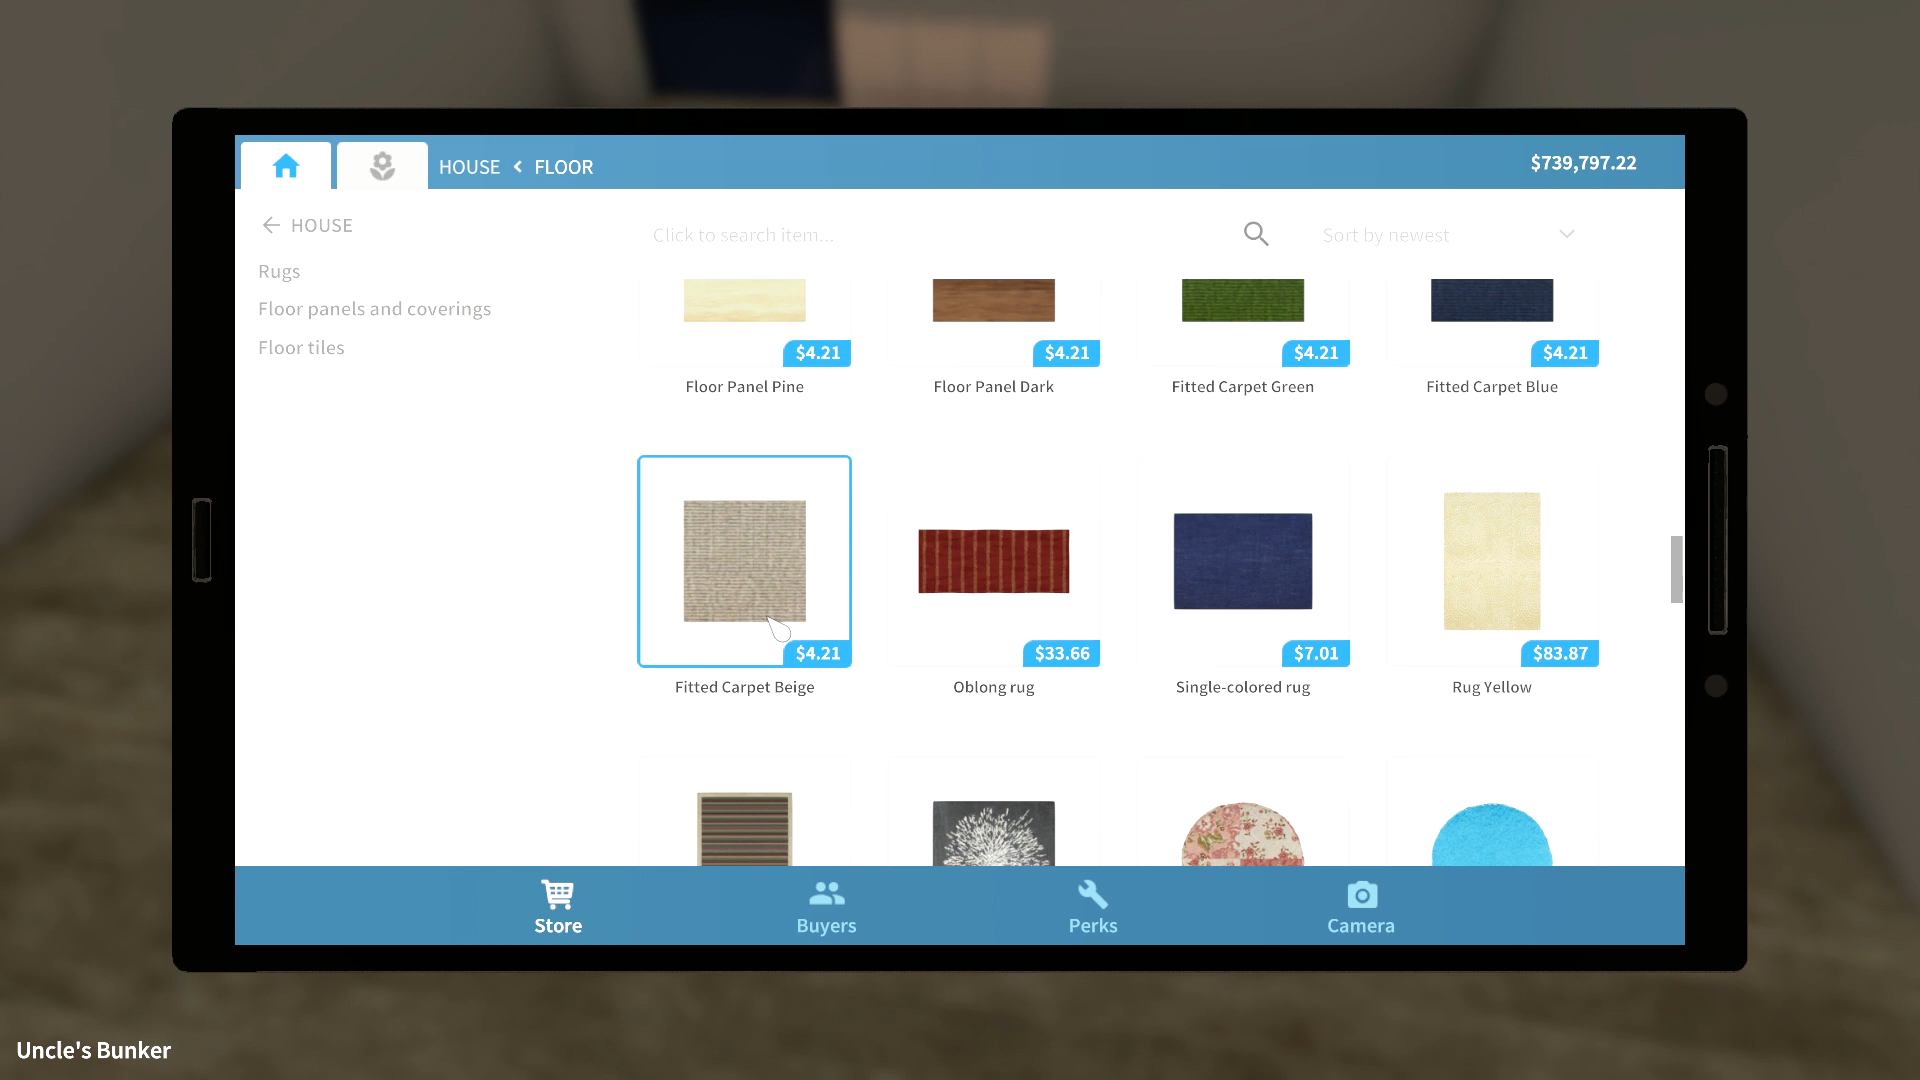 HOUSE < FLOOR
$739,797.22
HOUSE
Click to search item...
Sort by newest
Rugs
Floor panels and coverings
Floor tiles
$4.21
$4.21
$4.21
$4.21
Floor Panel Pine
Floor Panel Dark
Fitted Carpet Green
Fitted Carpet Blue
$4.21
$33.66
$7.01
$83.87
Fitted Carpet Beige
Oblong rug
Single-colored rug
Rug Yellow
Store
Buyers
Perks
Camera
Uncle's Bunker